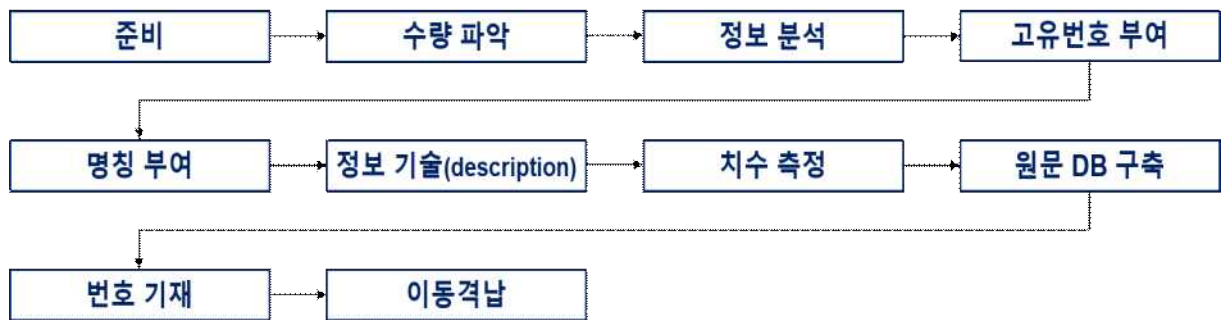 준비
수량 파악
정보 분석
고유번호 부여
명칭 부여
정보 기술(description)
치수 측정
원문 DB 구축
번호 기재
이동격납